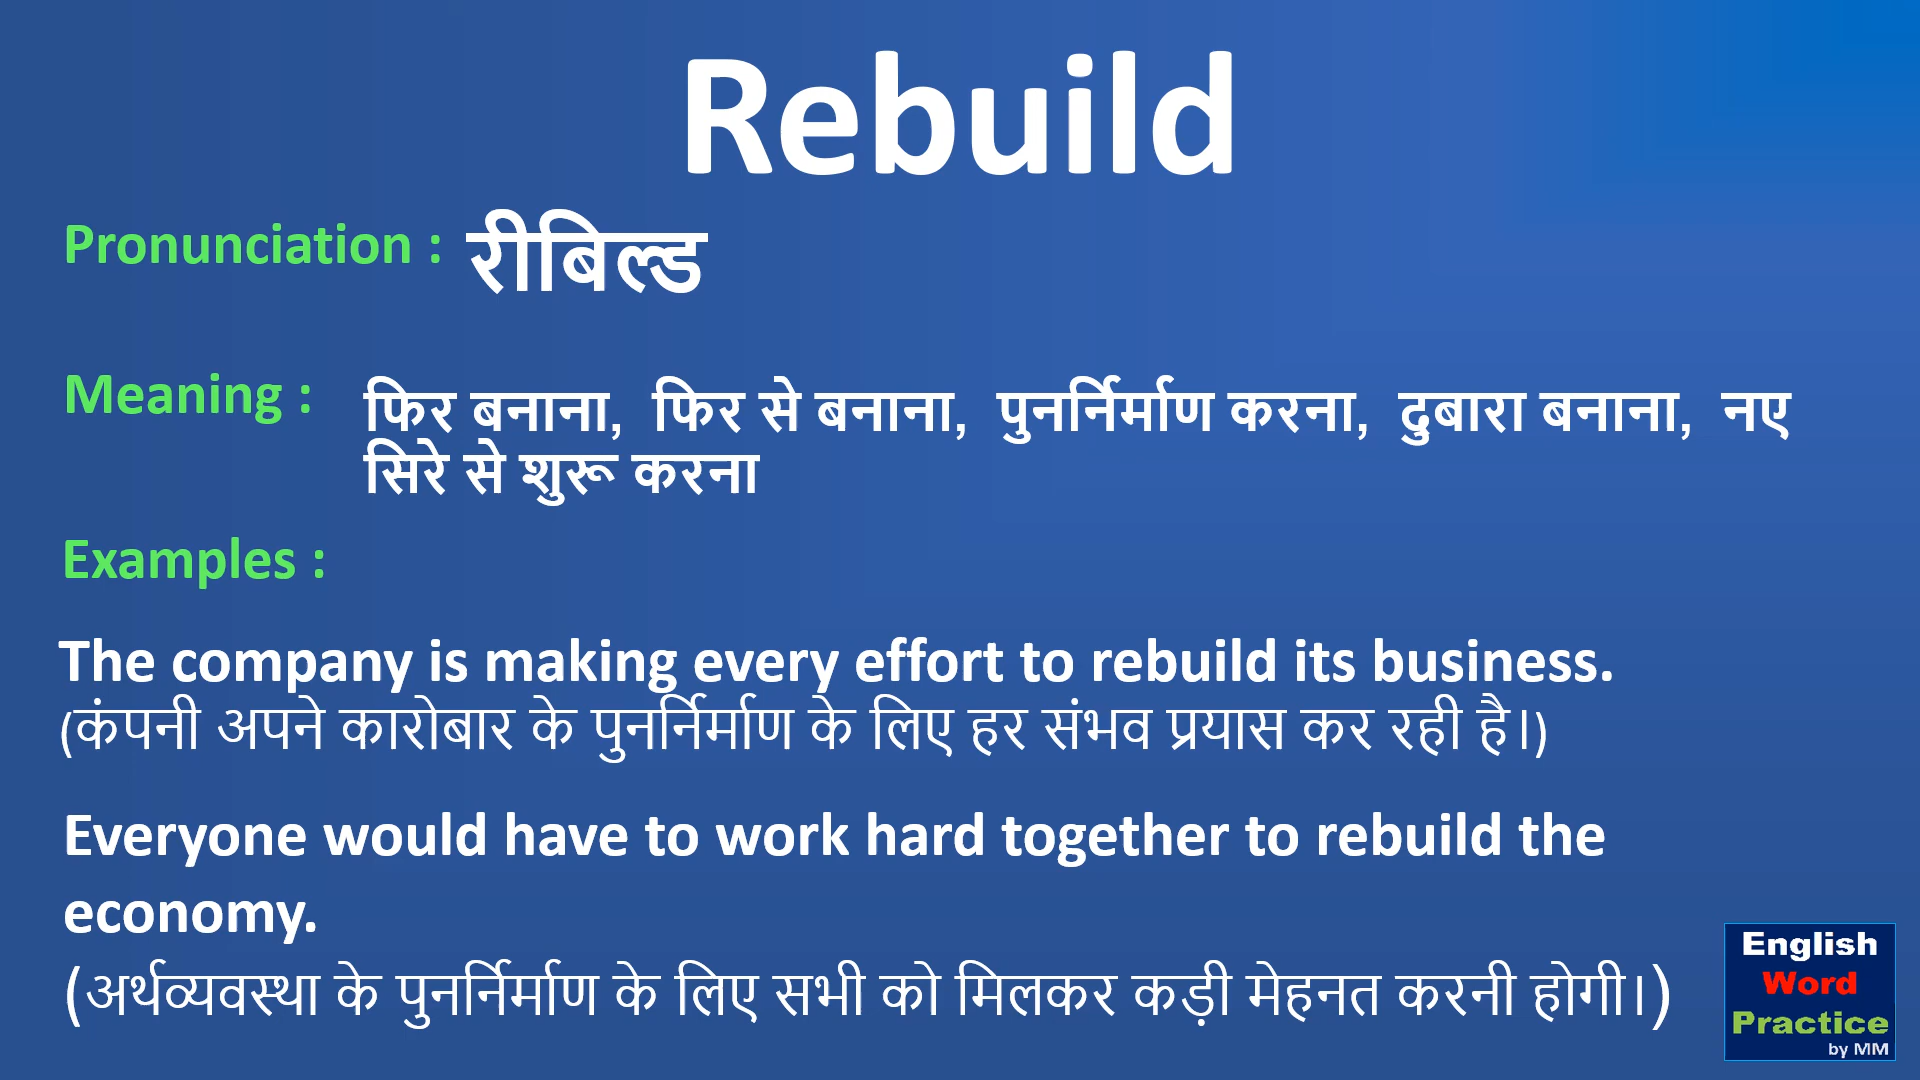 Rebuild
Pronunciation : रीबिल्ड
Meaning : फिर बनाना, फिर से बनाना, पुनर्निर्माण करना, दुबारा बनाना, नए
सिरे से शुरू करना
Examples :
The company is making every effort to rebuild its business.
(कंपनी अपने कारोबार के पुनर्निर्माण के लिए हर संभव प्रयास कर रही है।)
Everyone would have to work hard together to rebuild the
economy.
(अर्थव्यवस्था के पुनर्निर्माण के लिए सभी को मिलकर कड़ी मेहनत करनी होगी।)
English
Word
Practice
by MM